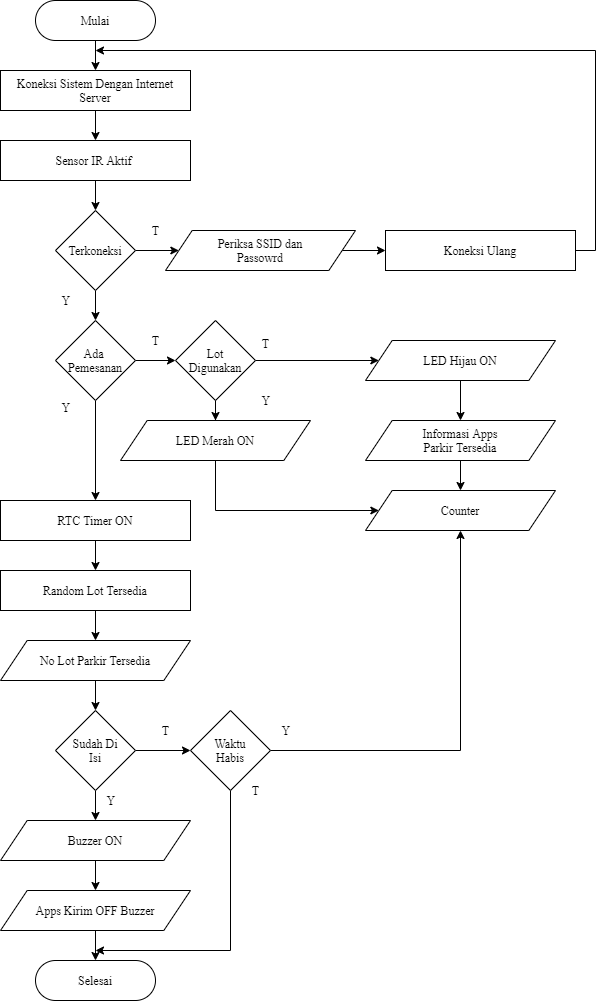 Mulai
Koneksi Sistem Dengan Internet
Server
Sensor IR Aktif
Terkoneksi
T
Periksa SSID dan
Passowrd
Koneksi Ulang
Y
Ada
Pemesanan
T
Lot
Digunakan
T
LED Hijau ON
Y
Y
LED Merah ON
Informasi Apps
Parkir Tersedia
Counter
RTC Timer ON
Random Lot Tersedia
No Lot Parkir Tersedia
Sudah Di
Isi
T
Waktu
Habis
Y
T
Y
Buzzer ON
Apps Kirim OFF Buzzer
Selesai